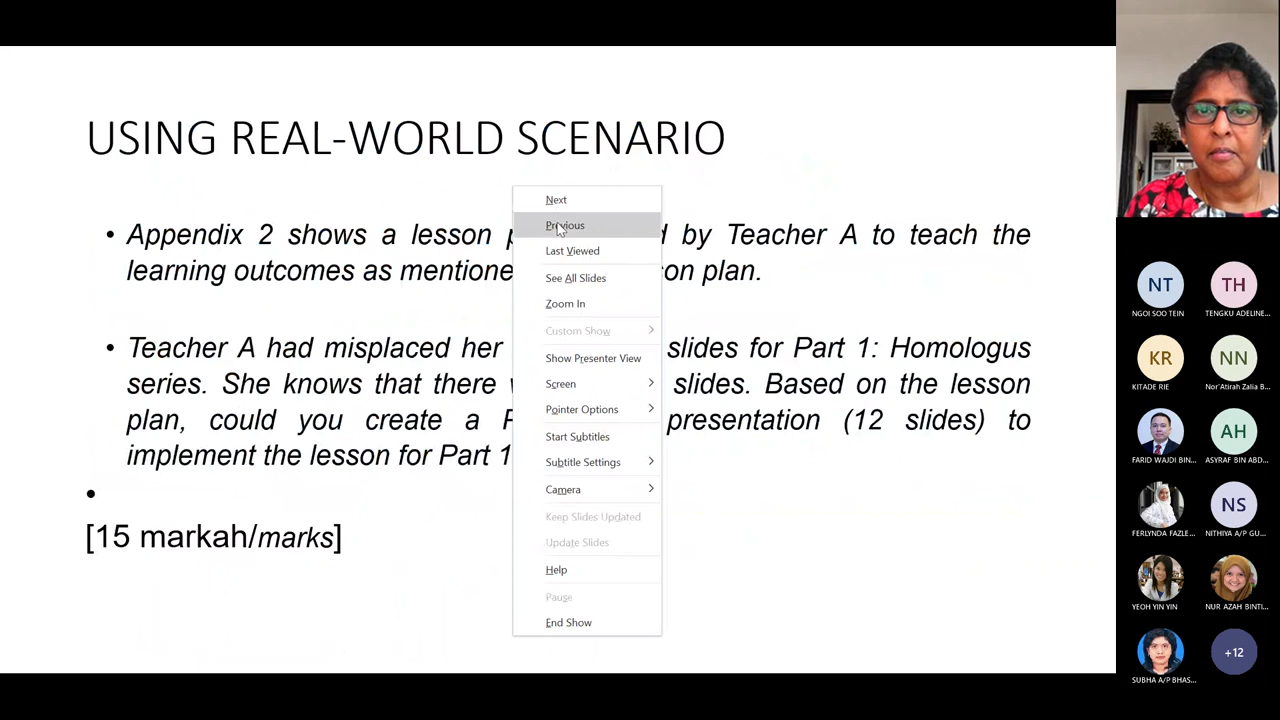 USING REAL-WORLD SCENARIO
• Appendix 2 shows a lesson p d by Teacher A to teach the
learning outcomes as mentione on plan.
• Teacher A had misplaced her slides for Part 1: Homologus
series. She knows that there slides. Based on the lesson
plan, could you create a P presentation (12 slides) to
implement the lesson for Part 1
•
[15 markah/marks]
Next
Previous
Last Viewed
See All Slides
Zoom In
Custom Show
Show Presenter View
Screen
Pointer Options
Start Subtitles
Subtitle Settings
Camera
Keep Slides Updated
Update Slides
Help
Pause
End Show
NT TH
NGOI SOO TEIN TENGKU ADELINE...
KR NN
KITADE RIE Nor'Atirah Zalia B...
AH
FARID WAJDI BIN... ASYRAF BIN ABD...
NS
FERLYNDA FAZLE... NITHIYA A/P GU...
YEOH YIN YIN NUR AZAH BINTI...
+12
SUBHA A/P BHAS...